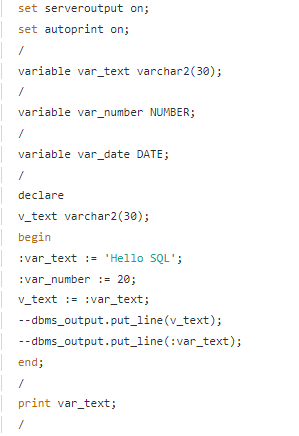 set serveroutput on;
set autoprint on;
/
variable var_text varchar2(30);
/
variable var_number NUMBER;
/
variable var_date DATE;
/
declare
v_text varchar2(30);
begin
:var_text := 'Hello SQL';
:var_number := 20;
v_text := :var_text;
--dbms_output.put_line(v_text);
--dbms_output.put_line(:var_text);
end;
/
print var_text;
/